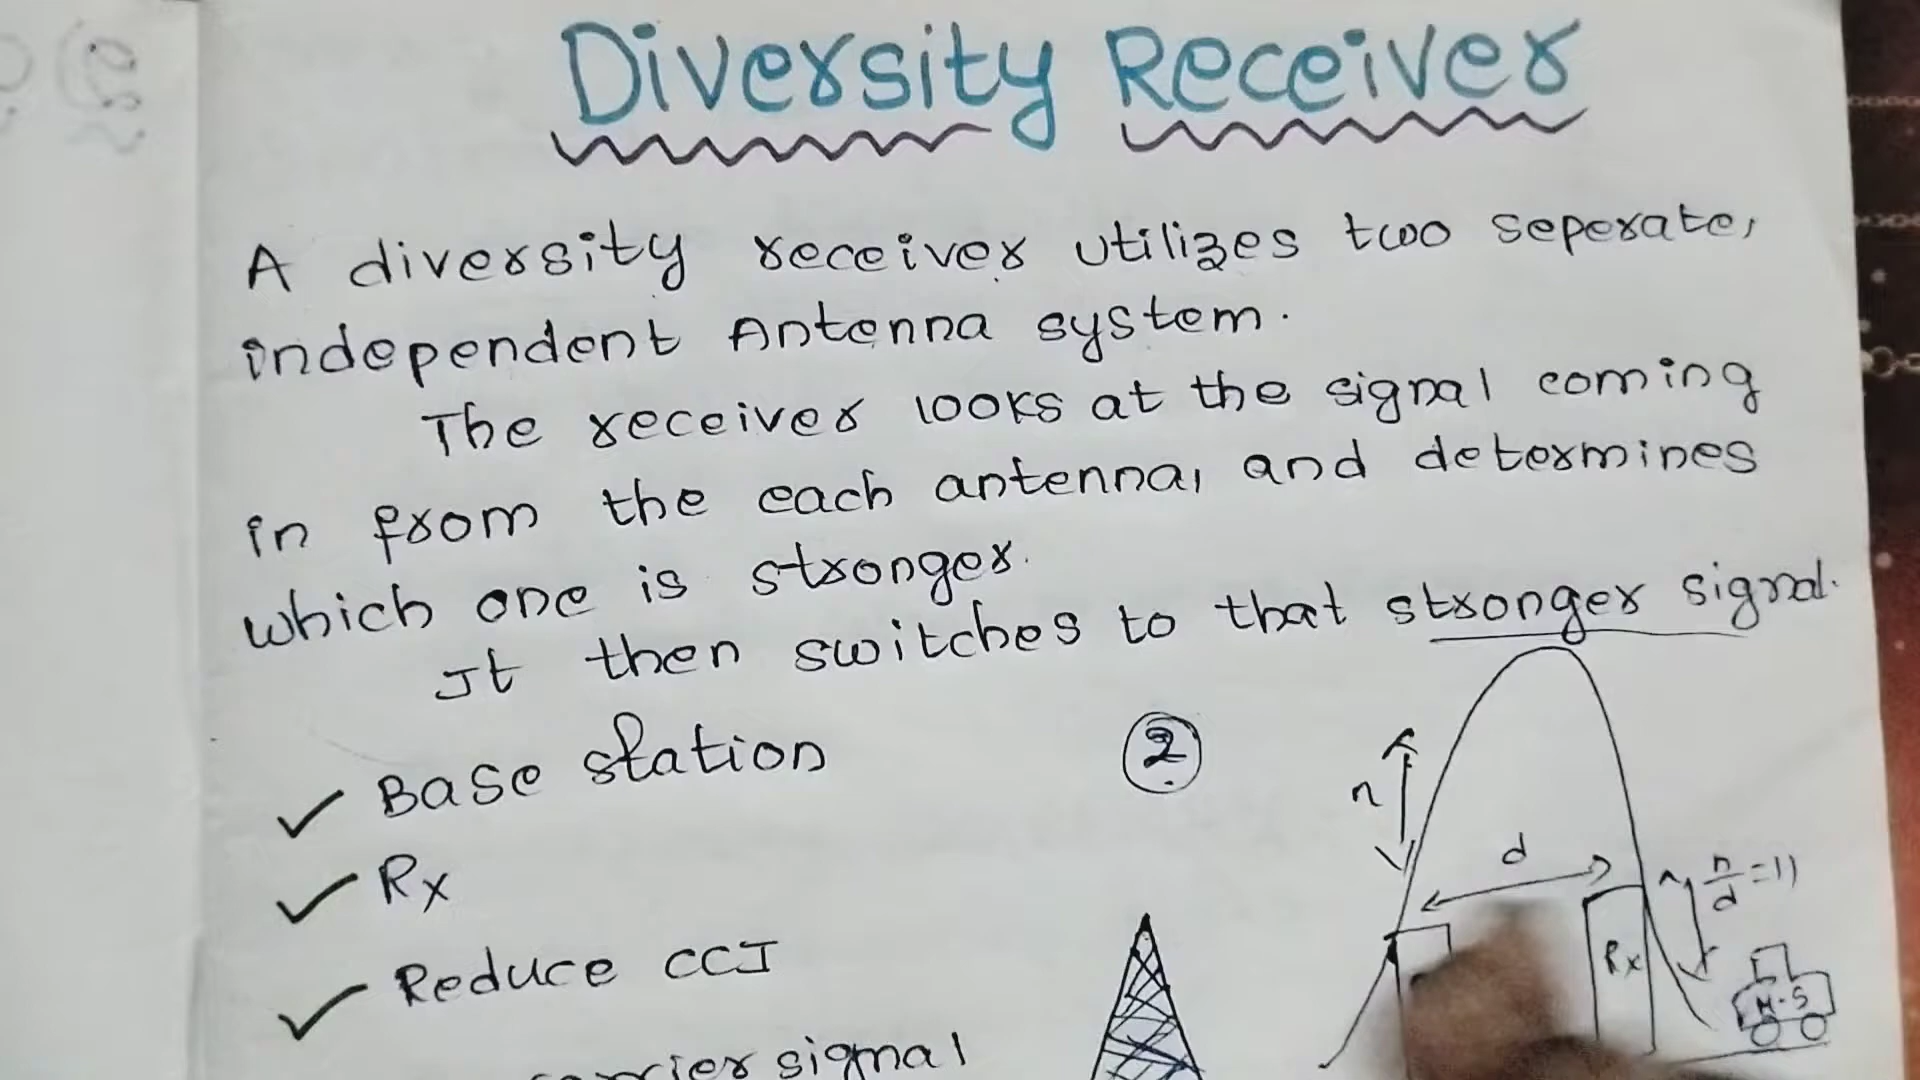 Diversity Receiver
A diversity receiver utilizes two seperate,
independent Antenna system.
The receiver looks at the signal coming
in from the each antenna, and determines
which one is stronger.
It then switches to that stronger signal.
✓ Base station
②
n
✓ Rx
d
n/d = 11
Rx
✓ Reduce CCI
M.S
carrier signal